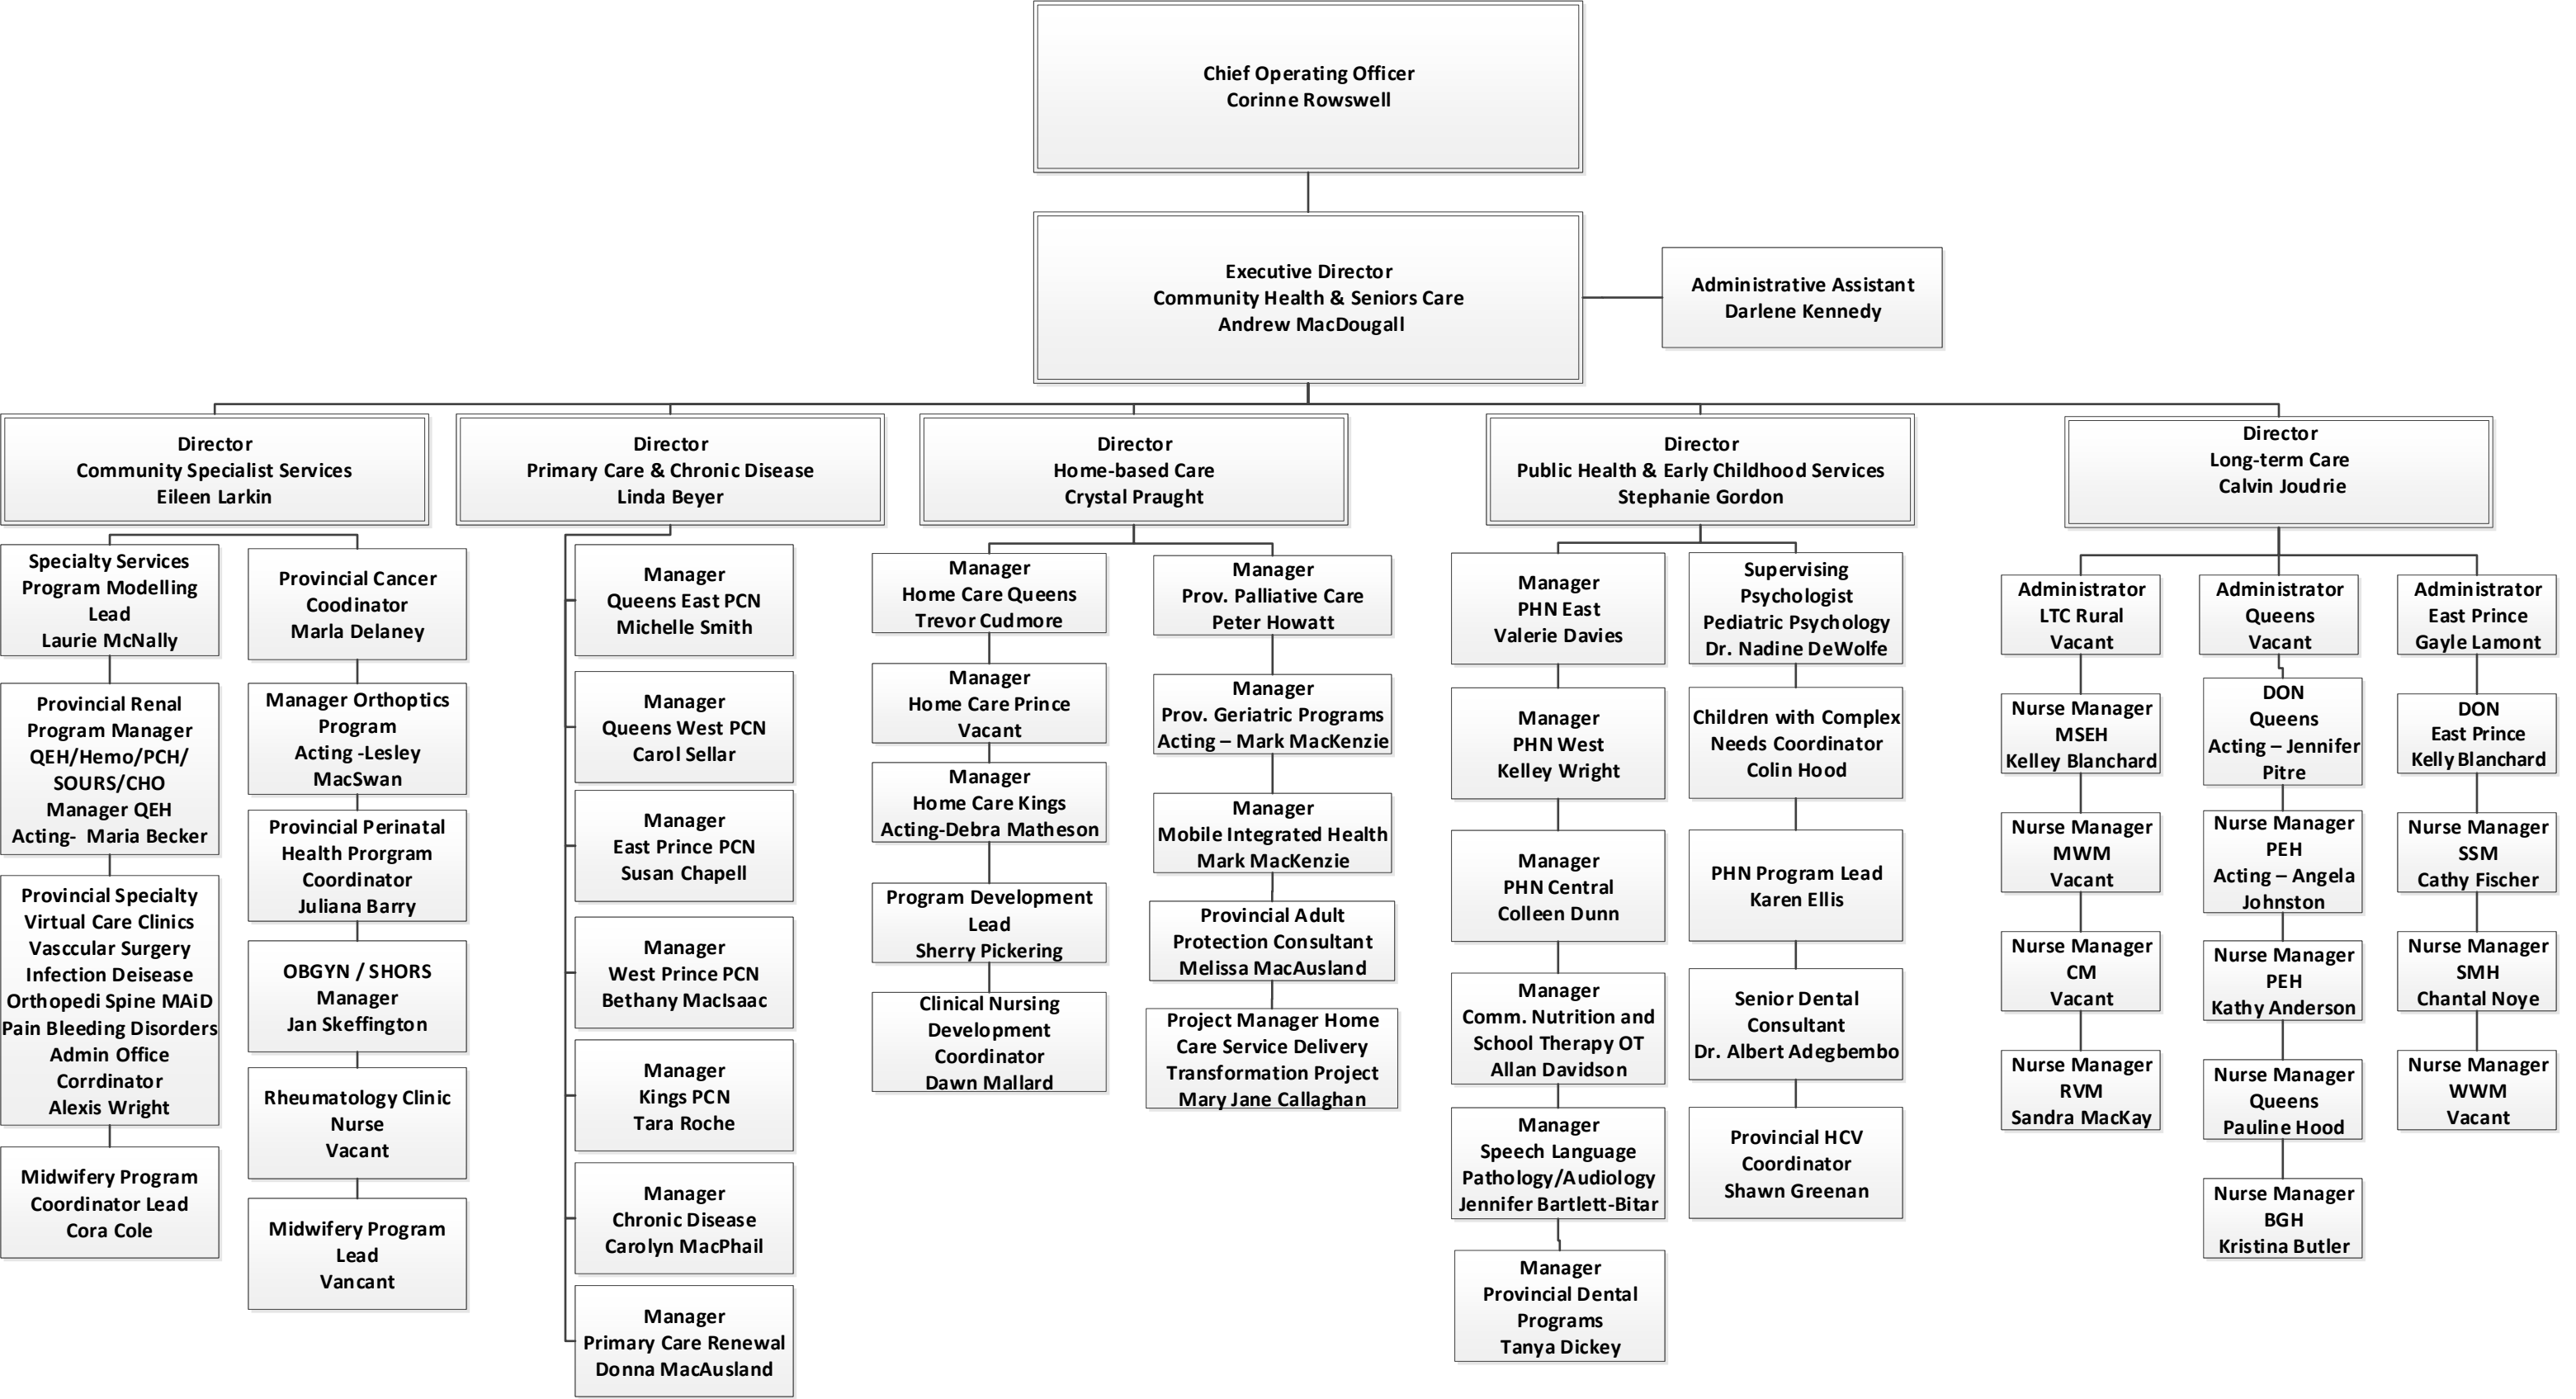 Chief Operating Officer
Corinne Rowswell
Executive Director
Community Health & Seniors Care
Andrew MacDougall
Administrative Assistant
Darlene Kennedy
Director
Community Specialist Services
Eileen Larkin
Director
Primary Care & Chronic Disease
Linda Beyer
Director
Home-based Care
Crystal Praught
Director
Public Health & Early Childhood Services
Stephanie Gordon
Director
Long-term Care
Calvin Joudrie
Specialty Services
Program Modelling
Lead
Laurie McNally
Provincial Renal
Program Manager
QEH/Hemo/PCH/
SOURS/CHO
Manager QEH
Acting-  Maria Becker
Provincial Specialty
Virtual Care Clinics
Vasccular Surgery
Infection Deisease
Orthopedi Spine MAiD
Pain Bleeding Disorders
Admin Office
Corrdinator
Alexis Wright
Midwifery Program
Coordinator Lead
Cora Cole
Provincial Cancer
Coodinator
Marla Delaney
Manager Orthoptics
Program
Acting -Lesley
MacSwan
Provincial Perinatal
Health Prorgram
Coordinator
Juliana Barry
OBGYN / SHORS
Manager
Jan Skeffington
Rheumatology Clinic
Nurse
Vacant
Midwifery Program
Lead
Vancant
Manager
Queens East PCN
Michelle Smith
Manager
Queens West PCN
Carol Sellar
Manager
East Prince PCN
Susan Chapell
Manager
West Prince PCN
Bethany MacIsaac
Manager
Kings PCN
Tara Roche
Manager
Chronic Disease
Carolyn MacPhail
Manager
Primary Care Renewal
Donna MacAusland
Manager
Home Care Queens
Trevor Cudmore
Manager
Home Care Prince
Vacant
Manager
Home Care Kings
Acting-Debra Matheson
Program Development
Lead
Sherry Pickering
Clinical Nursing
Development
Coordinator
Dawn Mallard
Manager
Prov. Palliative Care
Peter Howatt
Manager
Prov. Geriatric Programs
Acting – Mark MacKenzie
Manager
Mobile Integrated Health
Mark MacKenzie
Provincial Adult
Protection Consultant
Melissa MacAusland
Project Manager Home
Care Service Delivery
Transformation Project
Mary Jane Callaghan
Manager
PHN East
Valerie Davies
Manager
PHN West
Kelley Wright
Manager
PHN Central
Colleen Dunn
Manager
Comm. Nutrition and
School Therapy OT
Allan Davidson
Manager
Speech Language
Pathology/Audiology
Jennifer Bartlett-Bitar
Manager
Provincial Dental
Programs
Tanya Dickey
Supervising
Psychologist
Pediatric Psychology
Dr. Nadine DeWolfe
Children with Complex
Needs Coordinator
Colin Hood
PHN Program Lead
Karen Ellis
Senior Dental
Consultant
Dr. Albert Adegbembo
Provincial HCV
Coordinator
Shawn Greenan
Administrator
LTC Rural
Vacant
Nurse Manager
MSEH
Kelley Blanchard
Nurse Manager
MWM
Vacant
Nurse Manager
CM
Vacant
Nurse Manager
RVM
Sandra MacKay
Administrator
Queens
Vacant
DON
Queens
Acting – Jennifer
Pitre
Nurse Manager
PEH
Acting – Angela
Johnston
Nurse Manager
PEH
Kathy Anderson
Nurse Manager
Queens
Pauline Hood
Nurse Manager
BGH
Kristina Butler
Administrator
East Prince
Gayle Lamont
DON
East Prince
Kelly Blanchard
Nurse Manager
SSM
Cathy Fischer
Nurse Manager
SMH
Chantal Noye
Nurse Manager
WWM
Vacant